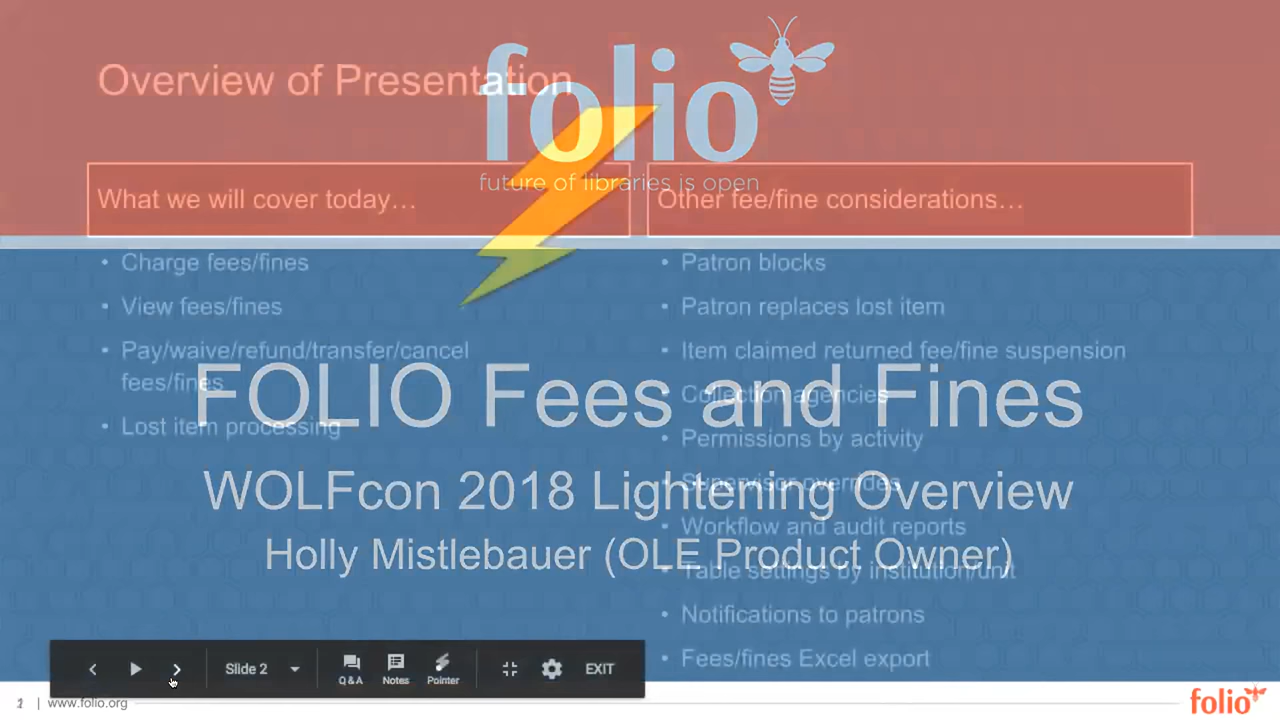 Overview of Presentation
folio
future of libraries is open
What we will cover today…
• Charge fees/fines
• View fees/fines
• Pay/waive/refund/transfer/cancel
fees/fines
• Lost item processing
Other fee/fine considerations…
• Patron blocks
• Patron replaces lost item
• Item claimed returned fee/fine suspension
• Collection agencies
• Permissions by activity
• Supervisor overrides
• Workflow and audit reports
• Table settings by institution/unit
• Notifications to patrons
• Fees/fines Excel export
FOLIO Fees and Fines
WOLFcon 2018 Lightening Overview
Holly Mistlebauer (OLE Product Owner)
Slide 2
Q&A
Notes
Pointer
EXIT
| www.folio.org
folio